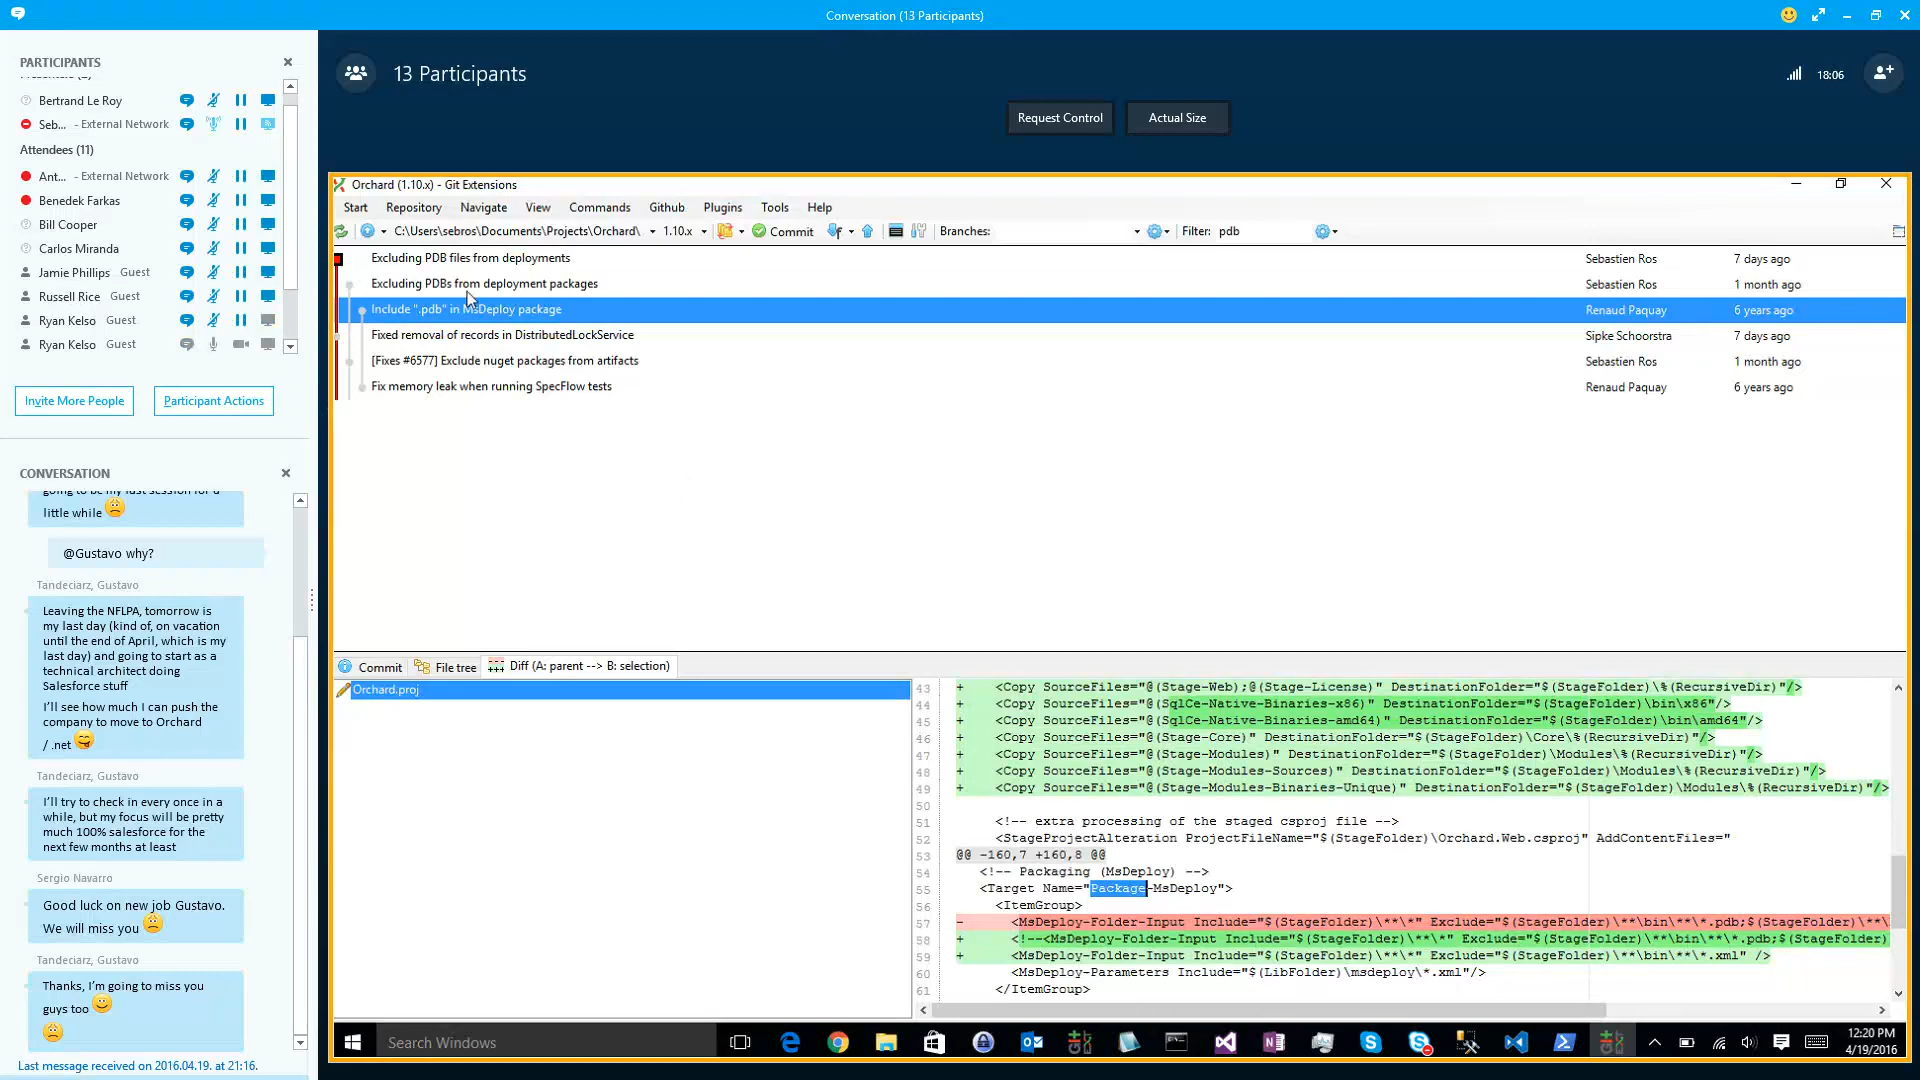 Conversation (13 Participants)
PARTICIPANTS
Bertrand Le Roy
Seb... - External Network
Attendees (11)
Ant... - External Network
Benedek Farkas
Bill Cooper
Carlos Miranda
Jamie Phillips Guest
Russell Rice Guest
Ryan Kelso Guest
Ryan Kelso Guest
Invite More People
Participant Actions
CONVERSATION
going to be my last session for a
little while
@Gustavo why?
Tandeciarz, Gustavo
Leaving the NFLPA, tomorrow is
my last day (kind of, on vacation
until the end of April, which is my
last day) and going to start as a
technical architect doing
Salesforce stuff
I'll see how much I can push the
company to move to Orchard
/ .net
Tandeciarz, Gustavo
I'll try to check in every once in a
while, but my focus will be pretty
much 100% salesforce for the
next few months at least
Sergio Navarro
Good luck on new job Gustavo.
We will miss you
Tandeciarz, Gustavo
Thanks, I'm going to miss you
guys too
Last message received on 2016.04.19. at 21:16.
13 Participants
18:06
Request Control
Actual Size
Orchard (1.10.x) - Git Extensions
Start Repository Navigate View Commands Github Plugins Tools Help
C:\Users\sebros\Documents\Projects\Orchard\ 1.10.x Commit Branches: Filter: pdb
Excluding PDB files from deployments Sebastien Ros 7 days ago
Excluding PDBs from deployment packages Sebastien Ros 1 month ago
Include ".pdb" in MsDeploy package Renaud Paquay 6 years ago
Fixed removal of records in DistributedLockService Sipke Schoorstra 7 days ago
[Fixes #6577] Exclude nuget packages from artifacts Sebastien Ros 1 month ago
Fix memory leak when running SpecFlow tests Renaud Paquay 6 years ago
Commit File tree Diff (A: parent --> B: selection)
Orchard.proj
43 + <Copy SourceFiles="@(Stage-Web);@(Stage-License)" DestinationFolder="$(StageFolder)\%(RecursiveDir)"/>
44 + <Copy SourceFiles="@(SqlCe-Native-Binaries-x86)" DestinationFolder="$(StageFolder)\bin\x86"/>
45 + <Copy SourceFiles="@(SqlCe-Native-Binaries-amd64)" DestinationFolder="$(StageFolder)\bin\amd64"/>
46 + <Copy SourceFiles="@(Stage-Core)" DestinationFolder="$(StageFolder)\Core\%(RecursiveDir)"/>
47 + <Copy SourceFiles="@(Stage-Modules)" DestinationFolder="$(StageFolder)\Modules\%(RecursiveDir)"/>
48 + <Copy SourceFiles="@(Stage-Modules-Sources)" DestinationFolder="$(StageFolder)\Modules\%(RecursiveDir)"/>
49 + <Copy SourceFiles="@(Stage-Modules-Binaries-Unique)" DestinationFolder="$(StageFolder)\Modules\%(RecursiveDir)"/>
50
51 <!-- extra processing of the staged csproj file -->
52 <StageProjectAlteration ProjectFileName="$(StageFolder)\Orchard.Web.csproj" AddContentFiles="
53 @@ -160,7 +160,8 @@
54 <!-- Packaging (MsDeploy) -->
55 <Target Name="Package-MsDeploy">
56 <ItemGroup>
57 - <MsDeploy-Folder-Input Include="$(StageFolder)\**\*" Exclude="$(StageFolder)\**\bin\**\*.pdb;$(StageFolder)\**\
58 + <!--<MsDeploy-Folder-Input Include="$(StageFolder)\**\*" Exclude="$(StageFolder)\**\bin\**\*.pdb;$(StageFolder)
59 + <MsDeploy-Folder-Input Include="$(StageFolder)\**\*" Exclude="$(StageFolder)\**\bin\**\*.xml" />
60 <MsDeploy-Parameters Include="$(LibFolder)\msdeploy\*.xml"/>
61 </ItemGroup>
Search Windows
12:20 PM
4/19/2016